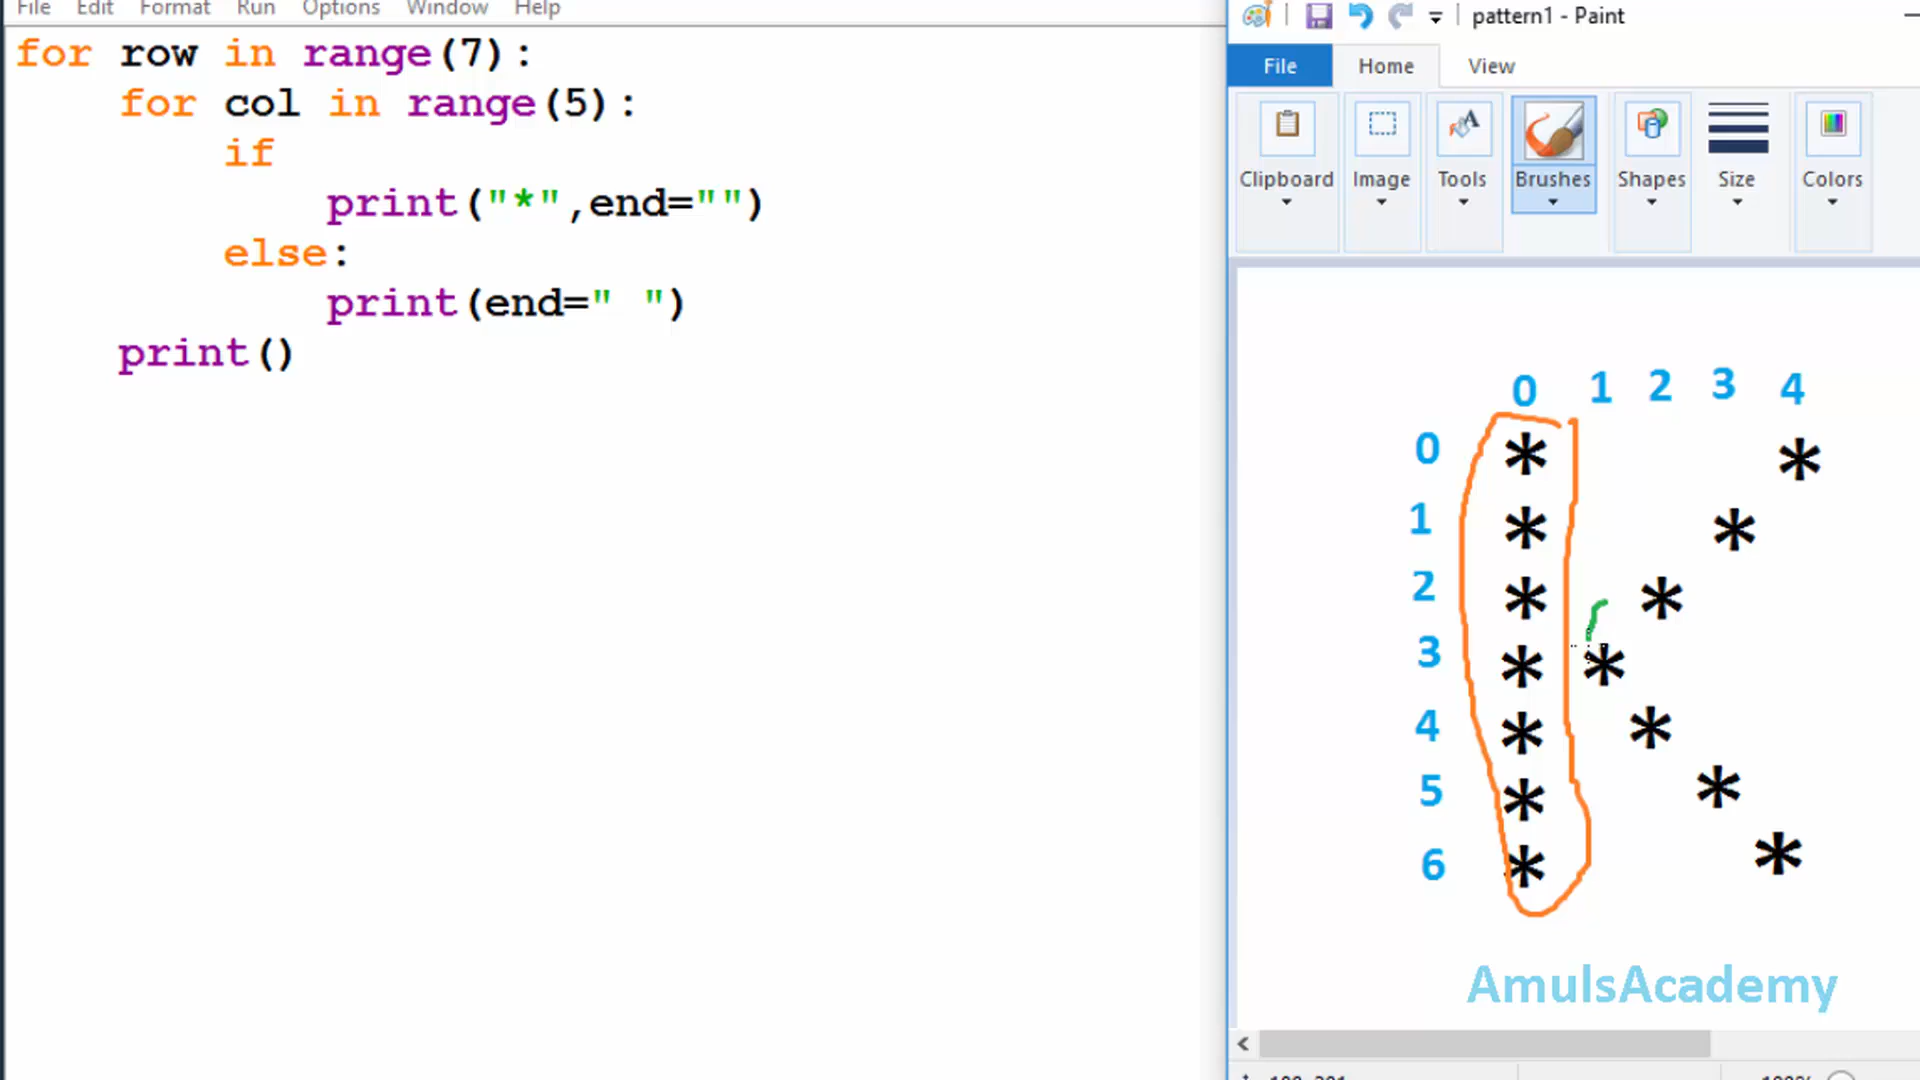 File Edit Format Run Options Window Help
for row in range(7):
    for col in range(5):
        if
            print("*",end="")
        else:
            print(end=" ")
    print()
pattern1 - Paint
File Home View
Clipboard Image Tools Brushes Shapes Size Colors
0 1 2 3 4
0 * *
1 * *
2 * *
3 * *
4 * *
5 * *
6 * *
AmulsAcademy